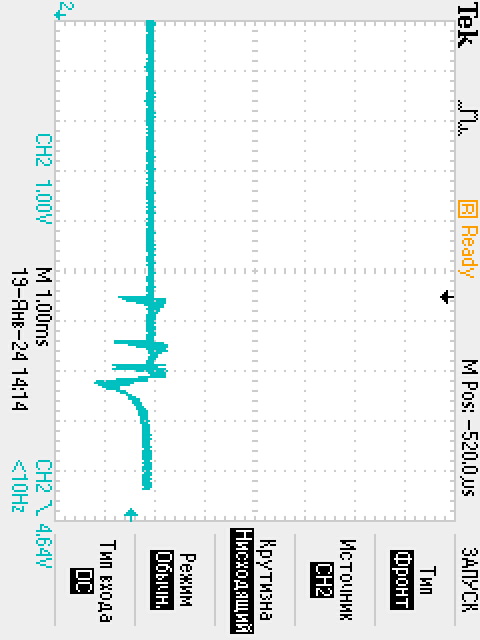 Tek R Ready M Pos: -520.0µs ЗАПУСК
Тип
Фронт
Источник
CH2
Крутизна
Нисходящий
Режим
Обычн.
Тип входа
DC
2
CH2 1.00V M 1.00ms CH2 4.64V
19-Янв-24 14:14 <10Hz